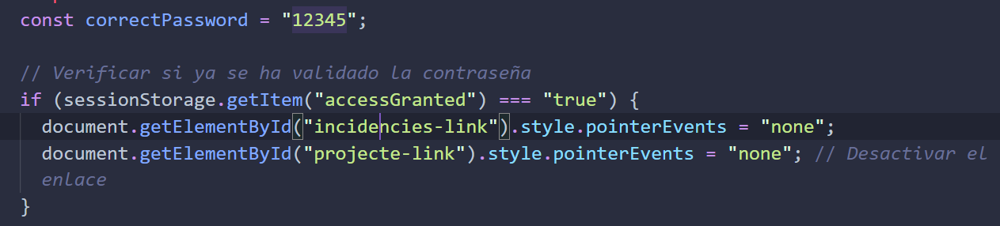 const correctPassword = "12345";
// Verificar si ya se ha validado la contraseña
if (sessionStorage.getItem("accessGranted") === "true") {
document.getElementById("incidencies-link").style.pointerEvents = "none";
document.getElementById("projecte-link").style.pointerEvents = "none"; // Desactivar el
enlace
}